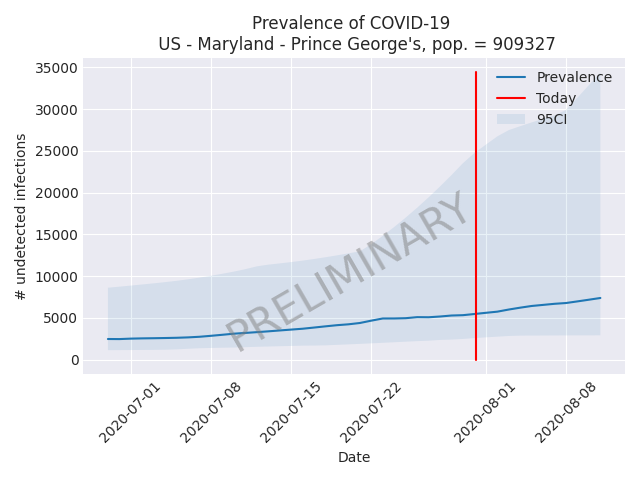 Prevalence of COVID-19
US - Maryland - Prince George's, pop. = 909327
Prevalence
Today
95CI
35000
30000
25000
20000
15000
10000
5000
0
# undetected infections
PRELIMINARY
2020-07-01
2020-07-08
2020-07-15
2020-07-22
2020-08-01
2020-08-08
Date